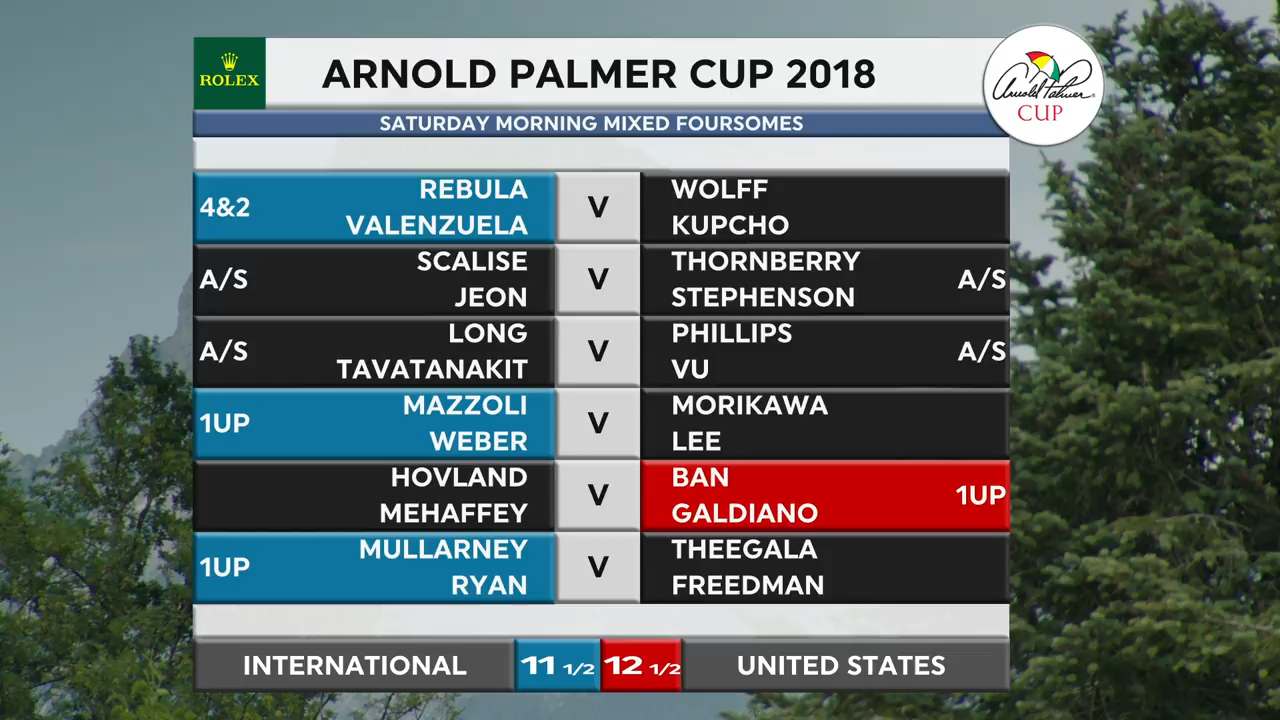 ROLEX
ARNOLD PALMER CUP 2018
Arnold Palmer
CUP
SATURDAY MORNING MIXED FOURSOMES
4&2 REBULA VALENZUELA V WOLFF KUPCHO
A/S SCALISE JEON V THORNBERRY STEPHENSON A/S
A/S LONG TAVATANAKIT V PHILLIPS VU A/S
1UP MAZZOLI WEBER V MORIKAWA LEE
HOVLAND MEHAFFEY V BAN GALDIANO 1UP
1UP MULLARNEY RYAN V THEEGALA FREEDMAN
INTERNATIONAL 11 1/2 12 1/2 UNITED STATES